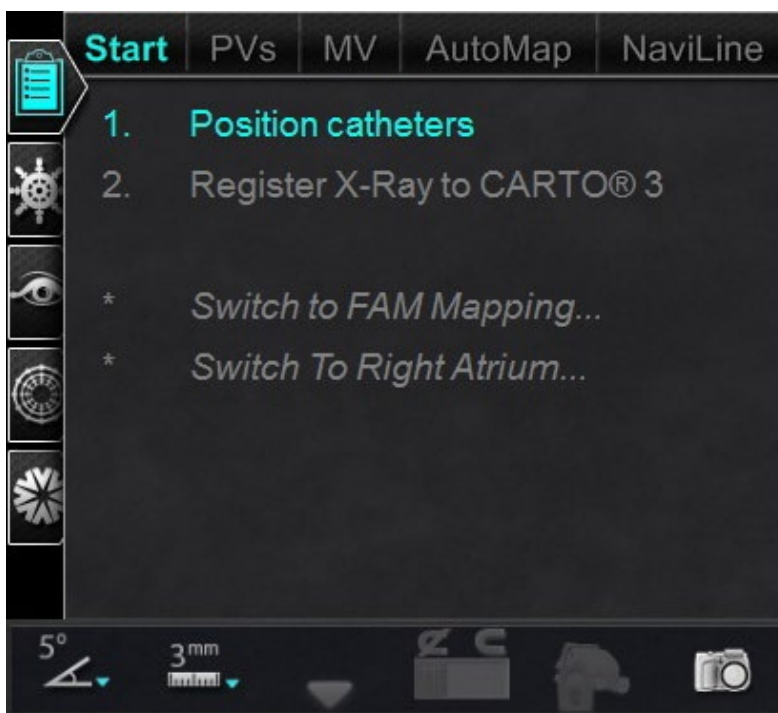 Start PVs MV AutoMap NaviLine
1. Position catheters
2. Register X-Ray to CARTO® 3
* Switch to FAM Mapping...
* Switch To Right Atrium...
5° 3mm